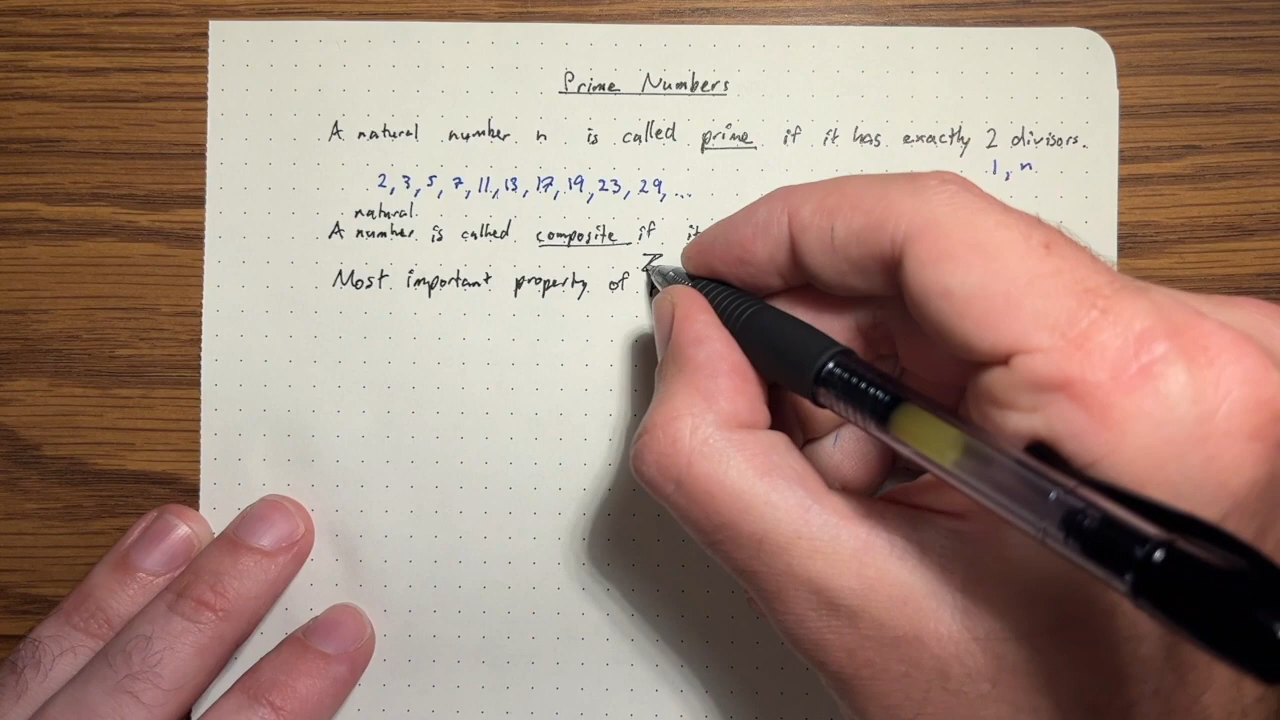 Prime Numbers
A natural number n is called prime if it has exactly 2 divisors.
1, n
2, 3, 5, 7, 11, 13, 17, 19, 23, 29, ...
natural
A number is called composite if it
Most important property of